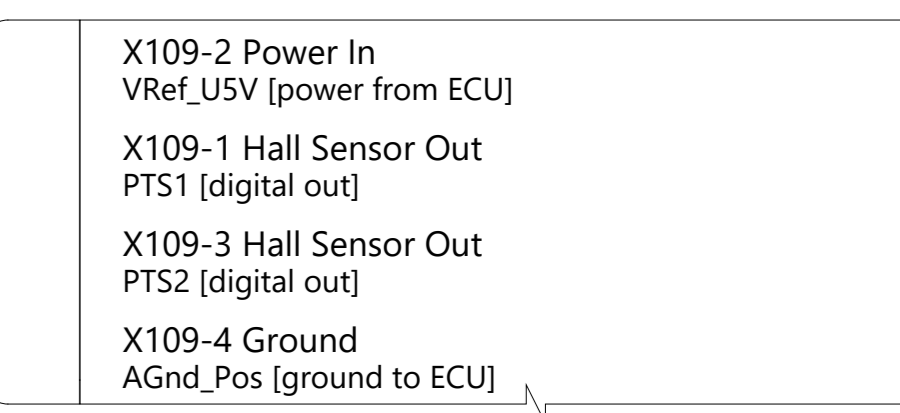 X109-2 Power In
VRef_U5V [power from ECU]
X109-1 Hall Sensor Out
PTS1 [digital out]
X109-3 Hall Sensor Out
PTS2 [digital out]
X109-4 Ground
AGnd_Pos [ground to ECU]